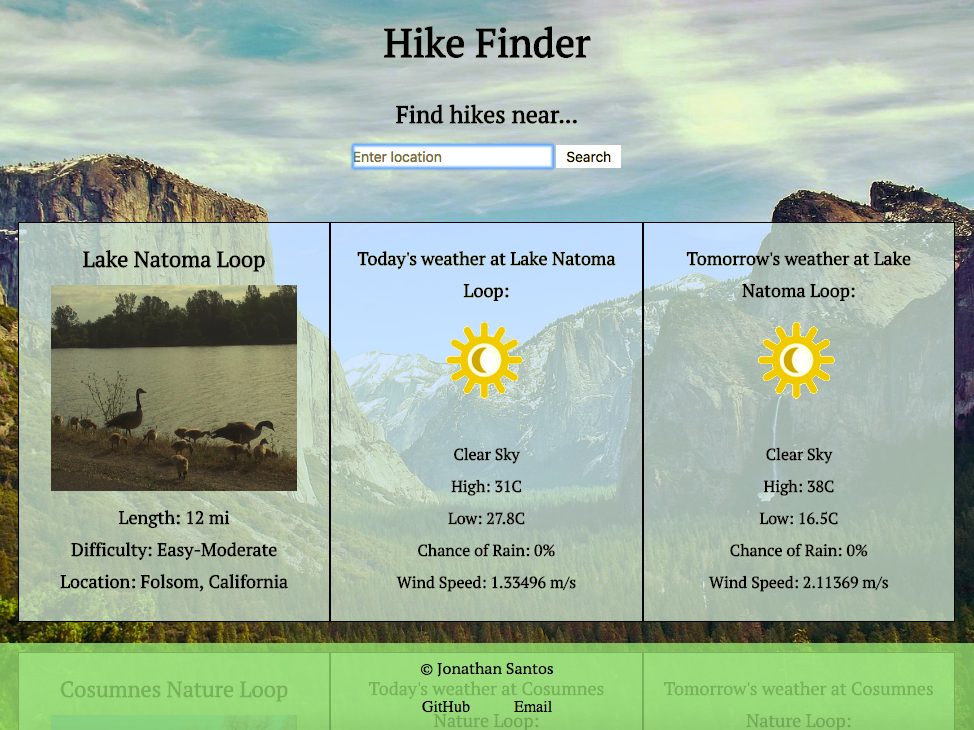 Hike Finder
Find hikes near...
Enter location
Search
Lake Natoma Loop
Length: 12 mi
Difficulty: Easy-Moderate
Location: Folsom, California
Today's weather at Lake Natoma
Loop:
Clear Sky
High: 31C
Low: 27.8C
Chance of Rain: 0%
Wind Speed: 1.33496 m/s
Tomorrow's weather at Lake
Natoma Loop:
Clear Sky
High: 38C
Low: 16.5C
Chance of Rain: 0%
Wind Speed: 2.11369 m/s
Cosumnes Nature Loop
Today's weather at Cosumnes
Nature Loop:
Tomorrow's weather at Cosumnes
Nature Loop:
© Jonathan Santos
GitHub
Email